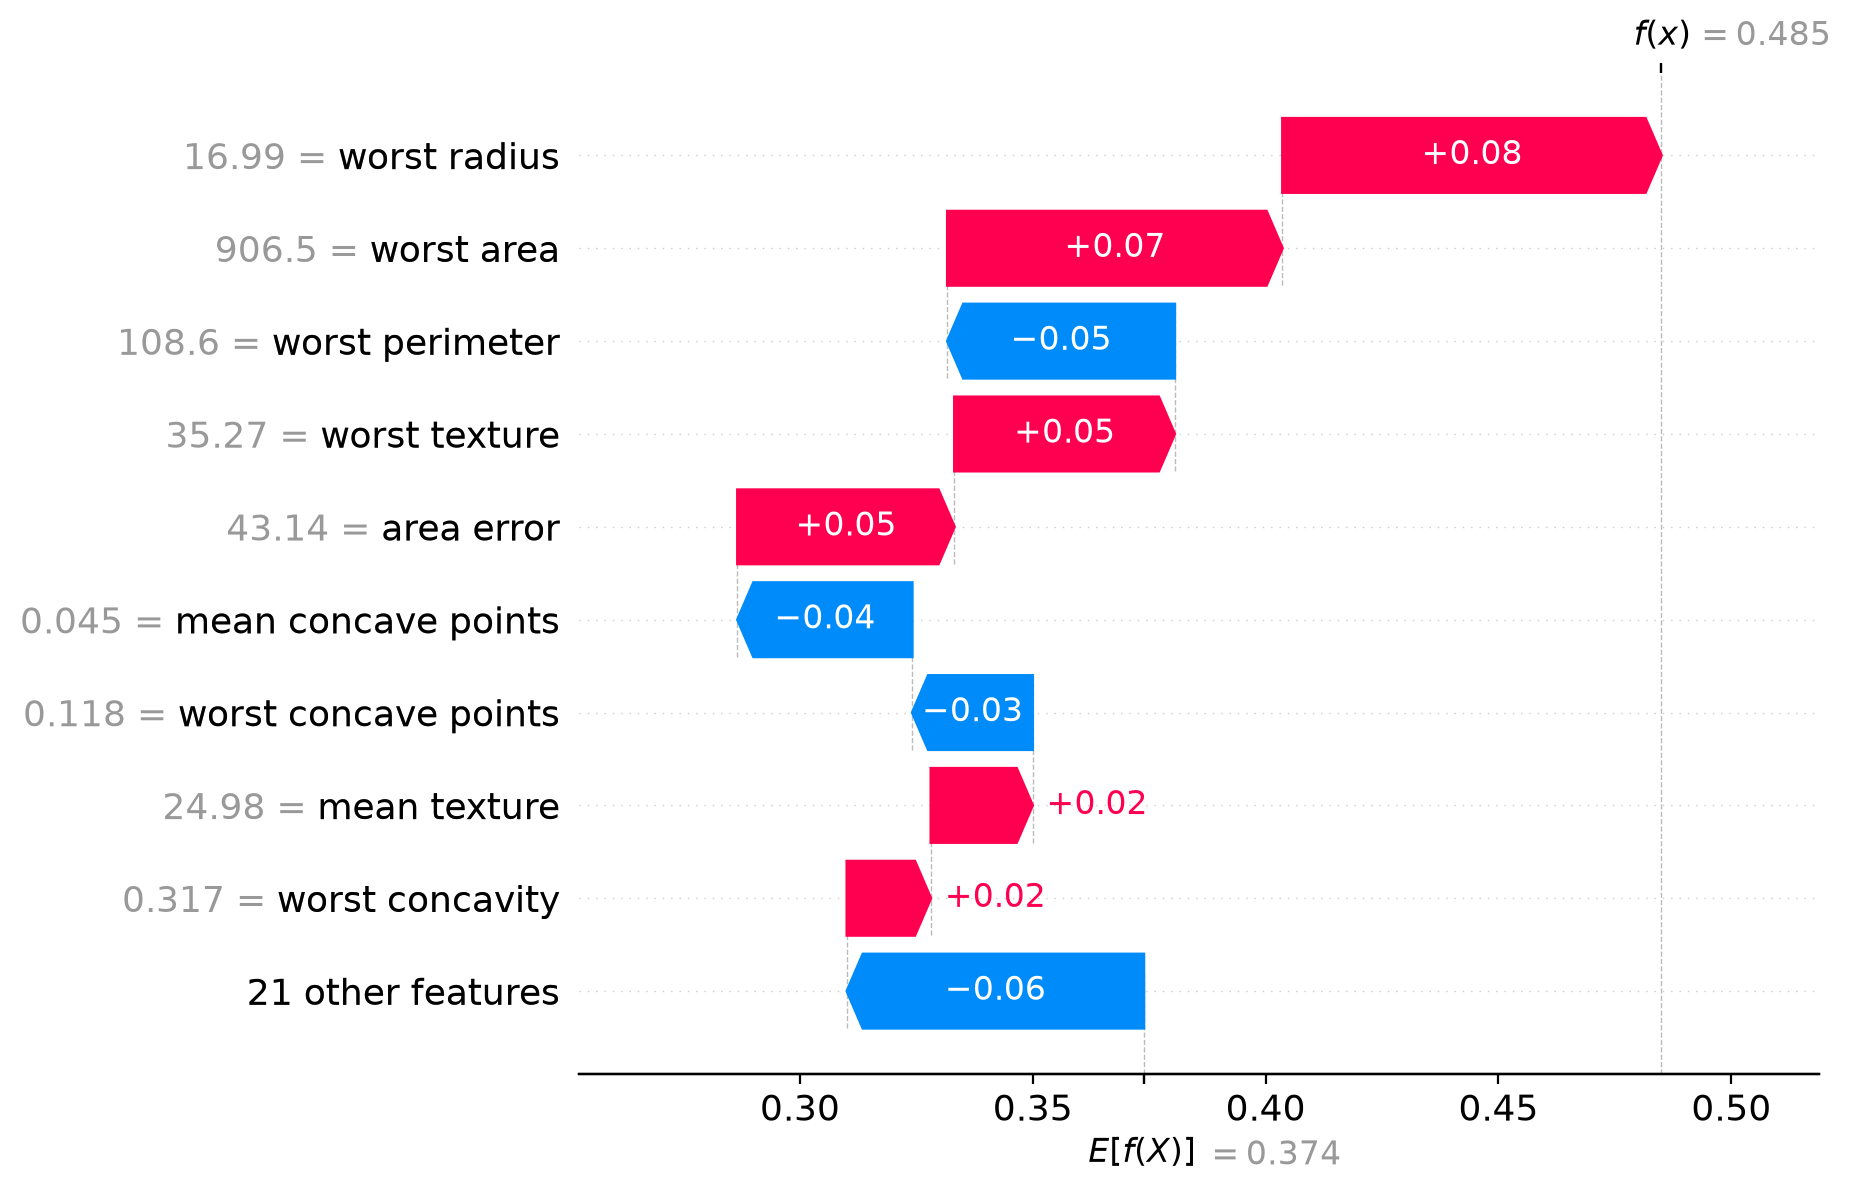 f(x) = 0.485
16.99 = worst radius
+0.08
906.5 = worst area
+0.07
108.6 = worst perimeter
−0.05
35.27 = worst texture
+0.05
43.14 = area error
+0.05
0.045 = mean concave points
−0.04
0.118 = worst concave points
−0.03
24.98 = mean texture
+0.02
0.317 = worst concavity
+0.02
21 other features
−0.06
0.30 0.35 0.40 0.45 0.50
E[f(X)] = 0.374